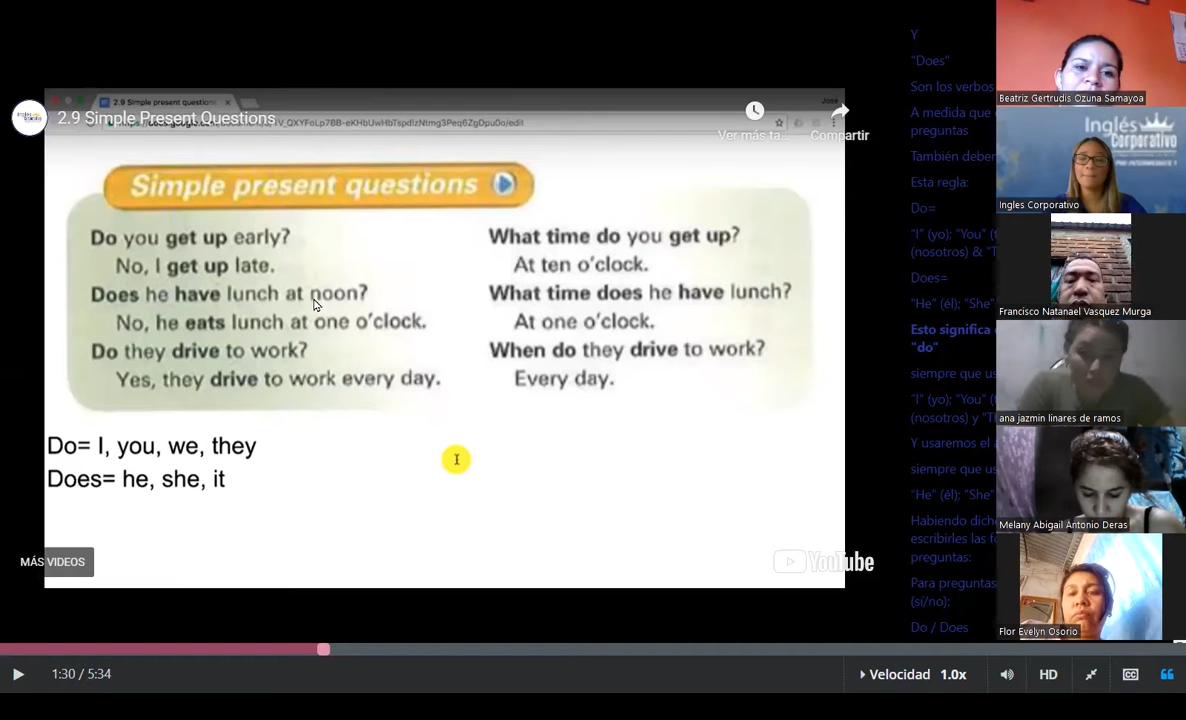 2.9 Simple present question
2.9 Simple Present Questions
Ver más ta...
Compartir
Simple present questions
Do you get up early?
No, I get up late.
Does he have lunch at noon?
No, he eats lunch at one o'clock.
Do they drive to work?
Yes, they drive to work every day.
What time do you get up?
At ten o'clock.
What time does he have lunch?
At one o'clock.
When do they drive to work?
Every day.
Do= I, you, we, they
Does= he, she, it
MÁS VIDEOS
YouTube
1:30 / 5:34
Velocidad 1.0x
HD
CC
Y
"Does"
Son los verbos
A medida que
preguntas
También deber
Esta regla:
Do=
"I" (yo); "You" (
(nosotros) & "T
Does=
"He" (él); "She"
Esto significa
"do"
siempre que us
"I" (yo); "You" (
(nosotros) y "T
Y usaremos el a
siempre que us
"He" (él); "She"
Habiendo dich
escribirles las f
preguntas:
Para preguntas
(sí/no);
Do / Does
Beatriz Gertrudis Ozuna Samayoa
Inglés
Corporativo
Ingles Corporativo
Francisco Natanael Vasquez Murga
ana jazmin linares de ramos
Melany Abigail Antonio Deras
Flor Evelyn Osorio